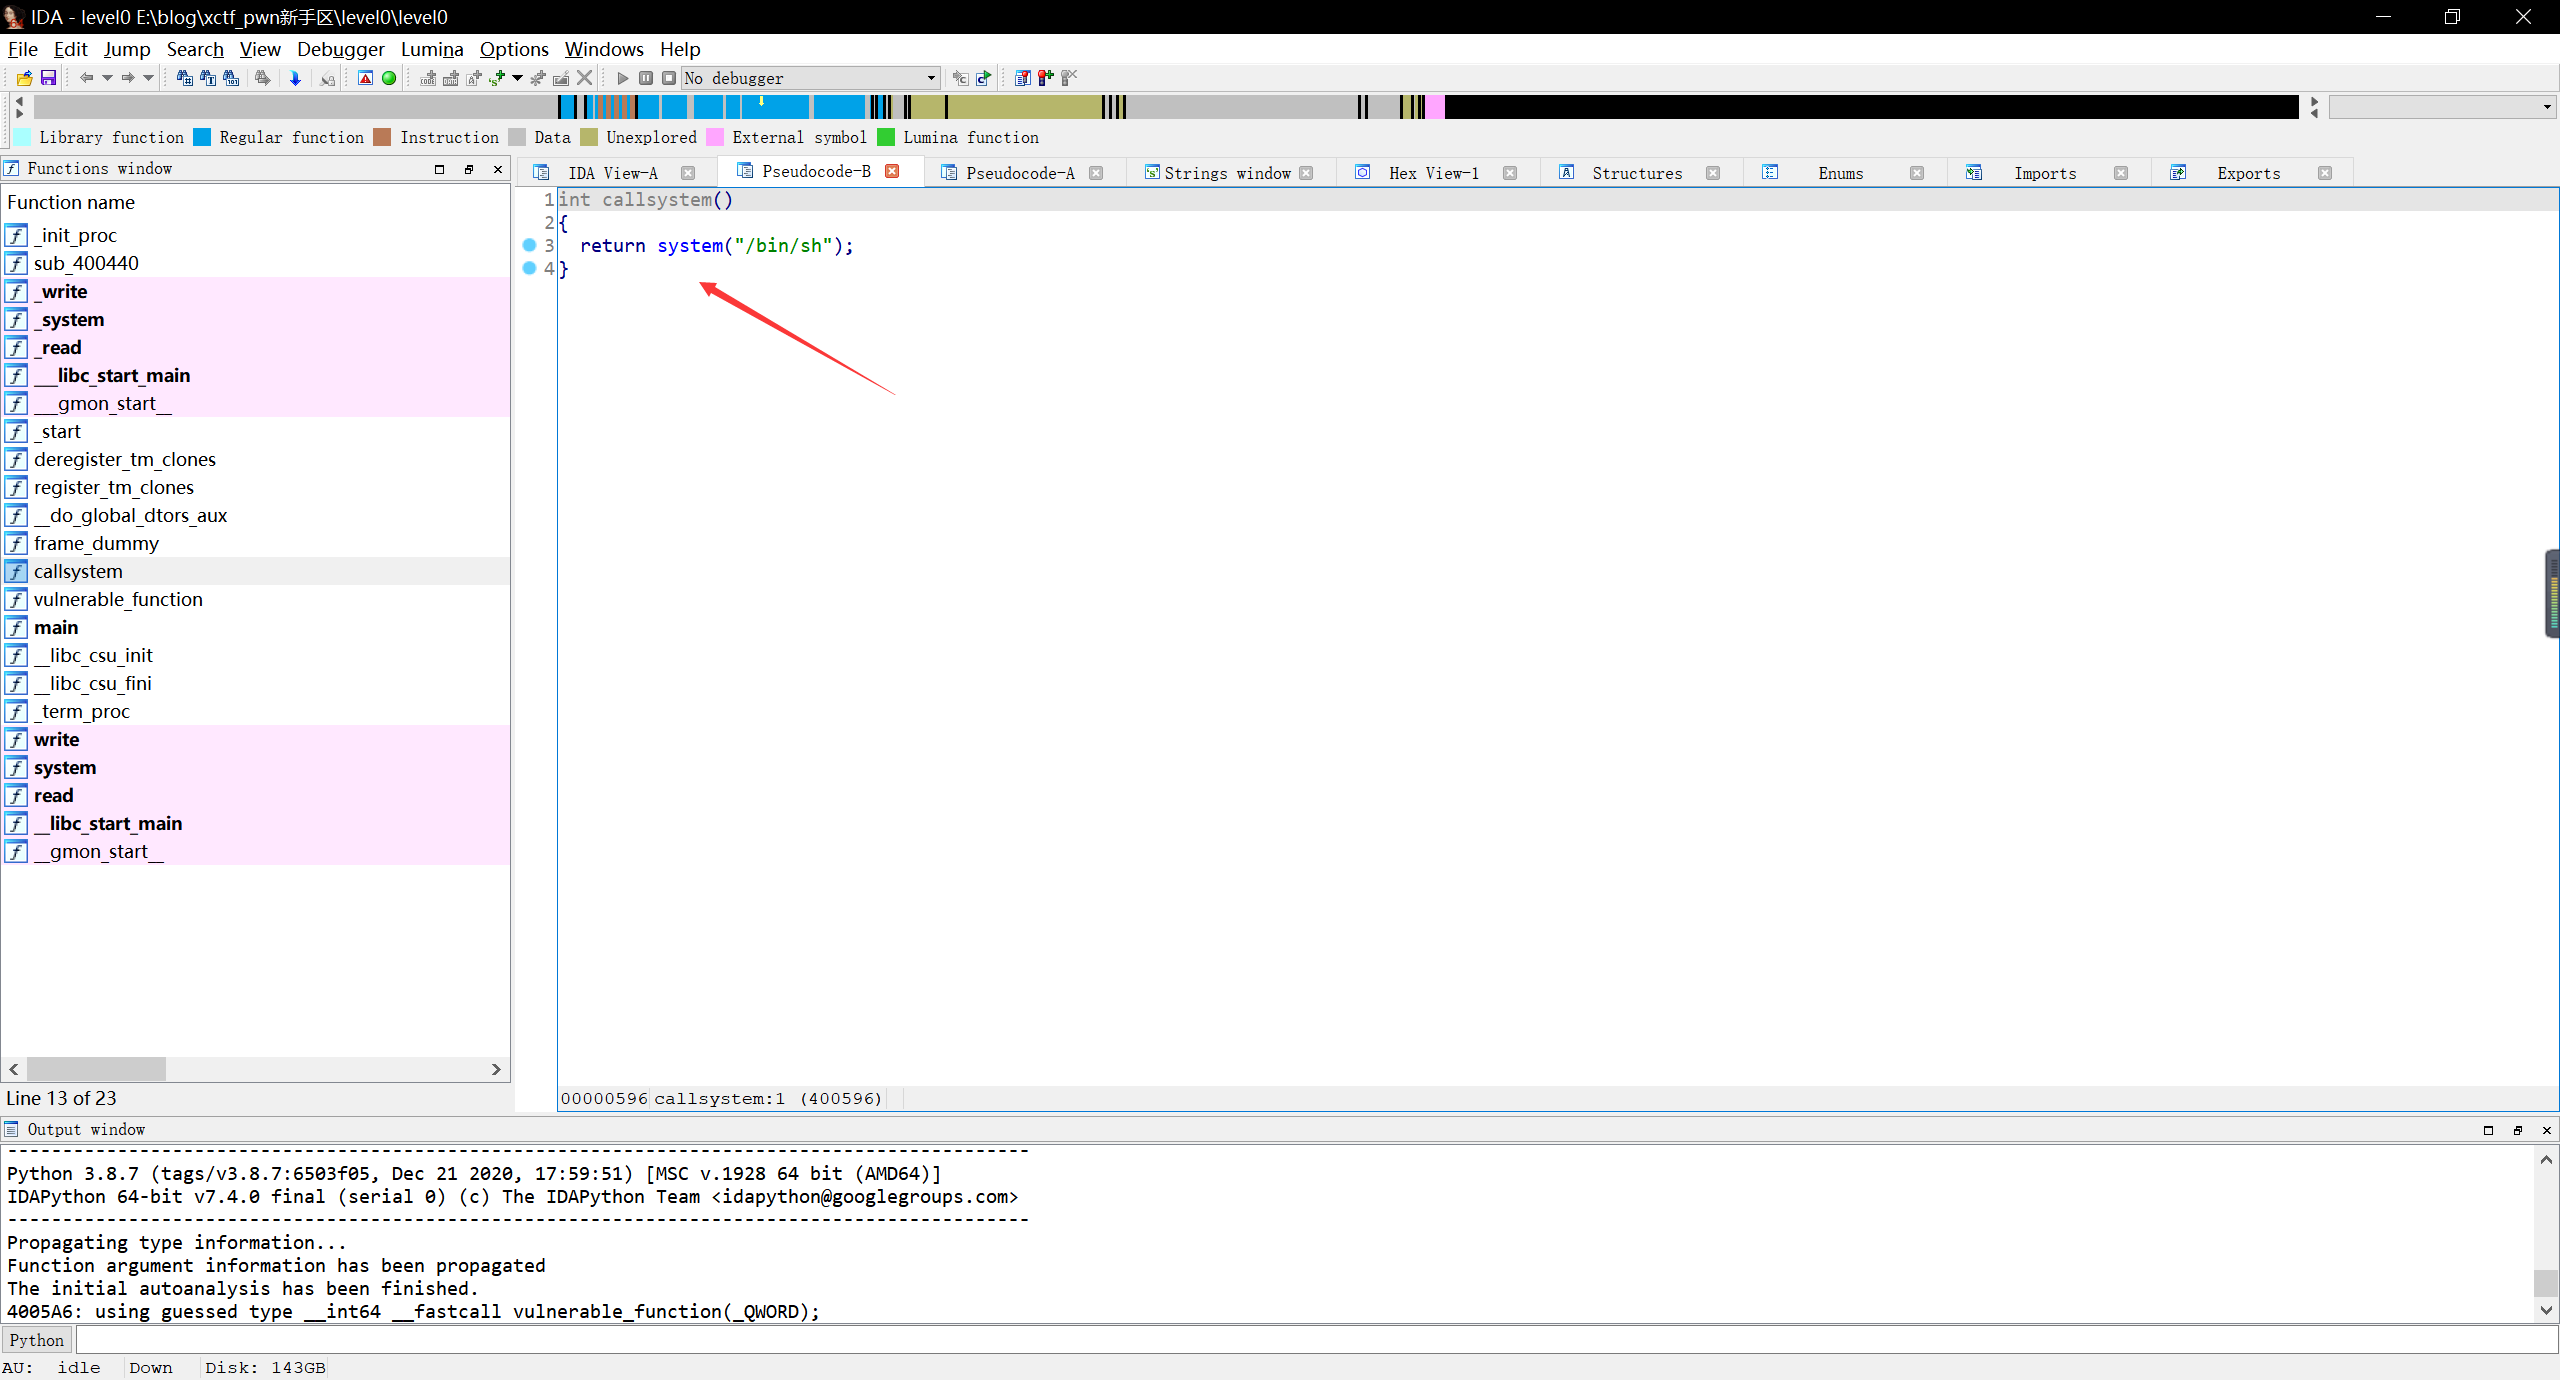 IDA - level0 E:\blog\xctf_pwn新手区\level0\level0
File Edit Jump Search View Debugger Lumina Options Windows Help
No debugger
Library function Regular function Instruction Data Unexplored External symbol Lumina function
Functions window
IDA View-A Pseudocode-B Pseudocode-A Strings window Hex View-1 Structures Enums Imports Exports
Function name
_init_proc
sub_400440
_write
_system
_read
___libc_start_main
___gmon_start__
_start
deregister_tm_clones
register_tm_clones
__do_global_dtors_aux
frame_dummy
callsystem
vulnerable_function
main
__libc_csu_init
__libc_csu_fini
_term_proc
write
system
read
__libc_start_main
__gmon_start__
Line 13 of 23
1 int callsystem()
2 {
3   return system("/bin/sh");
4 }
00000596 callsystem:1 (400596)
Output window
---------------------------------------------------------------------------------------------
Python 3.8.7 (tags/v3.8.7:6503f05, Dec 21 2020, 17:59:51) [MSC v.1928 64 bit (AMD64)]
IDAPython 64-bit v7.4.0 final (serial 0) (c) The IDAPython Team <idapython@googlegroups.com>
---------------------------------------------------------------------------------------------
Propagating type information...
Function argument information has been propagated
The initial autoanalysis has been finished.
4005A6: using guessed type __int64 __fastcall vulnerable_function(_QWORD);
Python
AU: idle Down Disk: 143GB